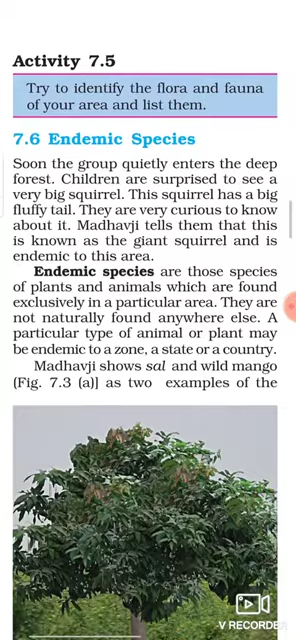 Activity 7.5
Try to identify the flora and fauna
of your area and list them.
7.6 Endemic Species
Soon the group quietly enters the deep
forest. Children are surprised to see a
very big squirrel. This squirrel has a big
fluffy tail. They are very curious to know
about it. Madhavji tells them that this
is known as the giant squirrel and is
endemic to this area.
Endemic species are those species
of plants and animals which are found
exclusively in a particular area. They are
not naturally found anywhere else. A
particular type of animal or plant may
be endemic to a zone, a state or a country.
Madhavji shows sal and wild mango
(Fig. 7.3 (a)] as two examples of the
V RECORDER